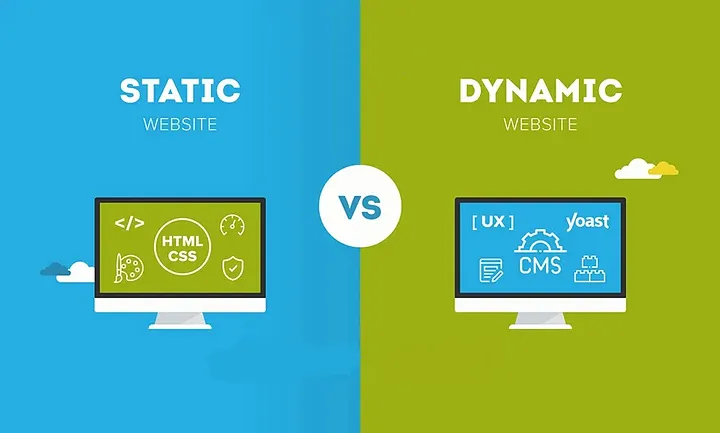 STATIC
WEBSITE
DYNAMIC
WEBSITE
VS
</>
HTML
CSS
[ UX ]
yoast
CMS